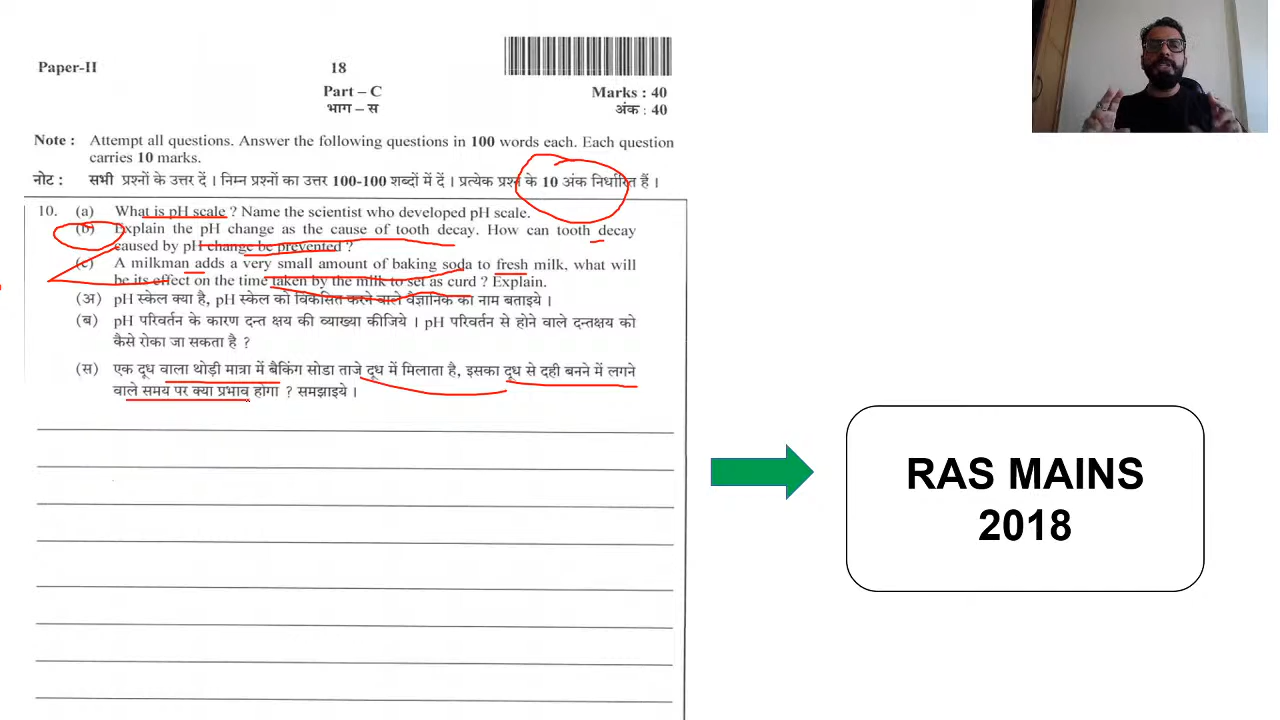 Paper-II
18
Part – C
भाग – स
Marks : 40
अंक : 40
Note : Attempt all questions. Answer the following questions in 100 words each. Each question
carries 10 marks.
नोट : सभी प्रश्नों के उत्तर दें । निम्न प्रश्नों का उत्तर 100-100 शब्दों में दें । प्रत्येक प्रश्न के 10 अंक निर्धारित हैं ।
10. (a) What is pH scale ? Name the scientist who developed pH scale.
(b) Explain the pH change as the cause of tooth decay. How can tooth decay
caused by pH change be prevented ?
(c) A milkman adds a very small amount of baking soda to fresh milk, what will
be its effect on the time taken by the milk to set as curd ? Explain.
(अ) pH स्केल क्या है, pH स्केल को विकसित करने वाले वैज्ञानिक का नाम बताइये ।
(ब) pH परिवर्तन के कारण दन्त क्षय की व्याख्या कीजिये । pH परिवर्तन से होने वाले दन्तक्षय को
कैसे रोका जा सकता है ?
(स) एक दूध वाला थोड़ी मात्रा में बैकिंग सोडा ताजे दूध में मिलाता है, इसका दूध से दही बनने में लगने
वाले समय पर क्या प्रभाव होगा ? समझाइये ।
RAS MAINS
2018